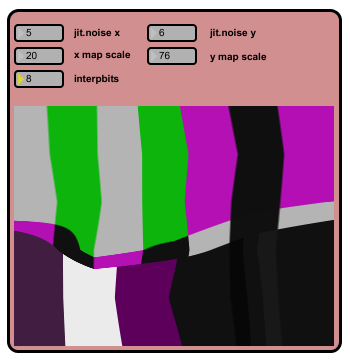 5 jit.noise x 6 jit.noise y
20 x map scale 76 y map scale
8 interpbits